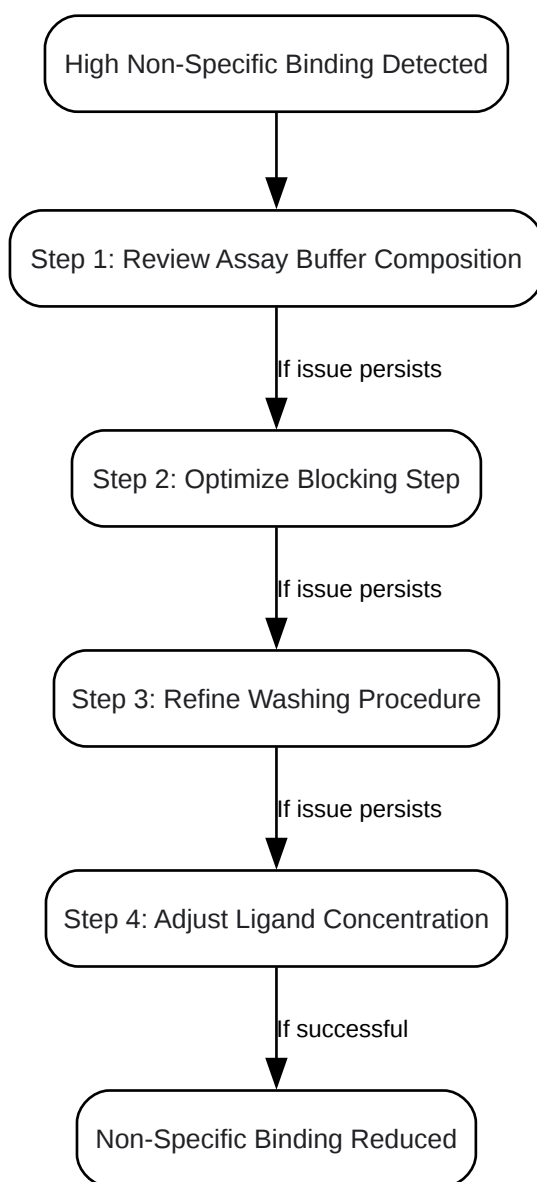 High Non-Specific Binding Detected
Step 1: Review Assay Buffer Composition
If issue persists
Step 2: Optimize Blocking Step
If issue persists
Step 3: Refine Washing Procedure
If issue persists
Step 4: Adjust Ligand Concentration
If successful
Non-Specific Binding Reduced